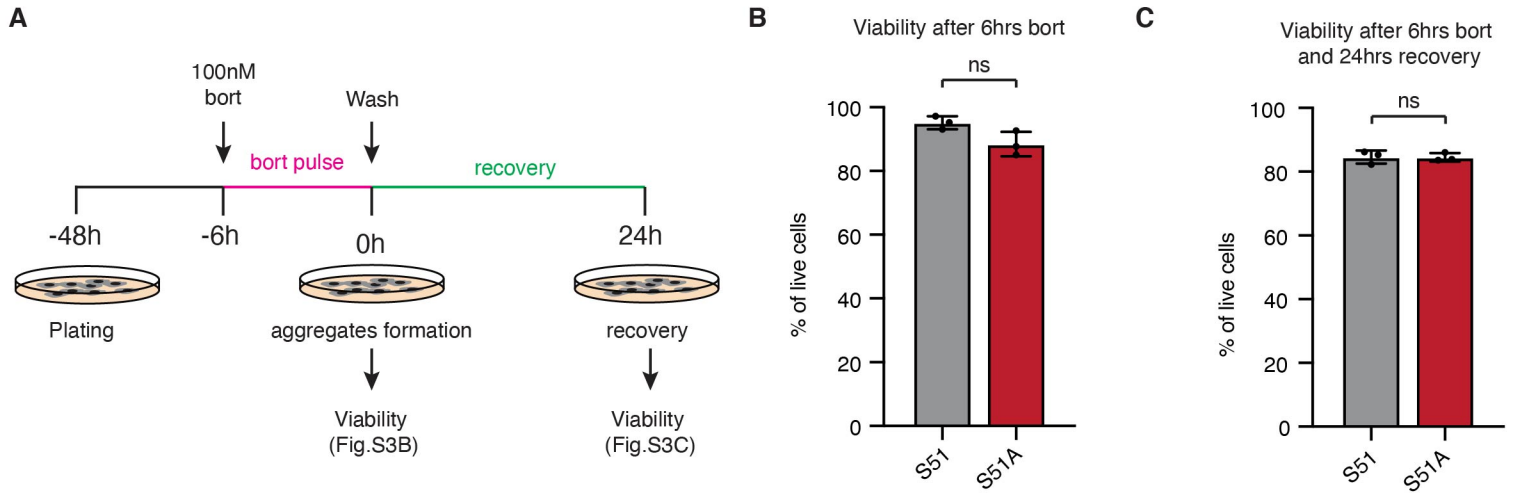 A
100nM
bort
Wash
bort pulse
recovery
-48h
-6h
0h
24h
Plating
aggregates formation
recovery
Viability
(Fig.S3B)
Viability
(Fig.S3C)
B
Viability after 6hrs bort
ns
% of live cells
100
80
60
40
20
0
S51
S51A
C
Viability after 6hrs bort
and 24hrs recovery
ns
% of live cells
100
80
60
40
20
0
S51
S51A